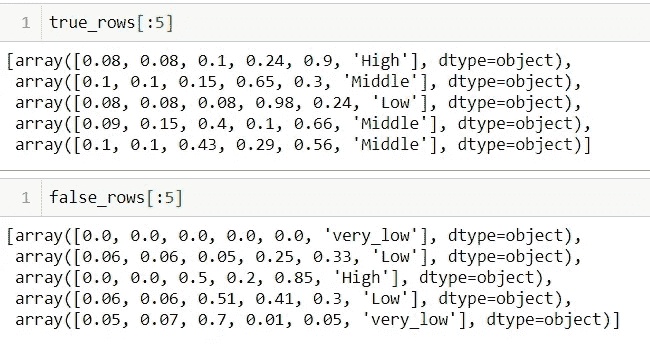 1 true_rows[:5]
[array([0.08, 0.08, 0.1, 0.24, 0.9, 'High'], dtype=object),
array([0.1, 0.1, 0.15, 0.65, 0.3, 'Middle'], dtype=object),
array([0.08, 0.08, 0.08, 0.98, 0.24, 'Low'], dtype=object),
array([0.09, 0.15, 0.4, 0.1, 0.66, 'Middle'], dtype=object),
array([0.1, 0.1, 0.43, 0.29, 0.56, 'Middle'], dtype=object)]
1 false_rows[:5]
[array([0.0, 0.0, 0.0, 0.0, 0.0, 'very_low'], dtype=object),
array([0.06, 0.06, 0.05, 0.25, 0.33, 'Low'], dtype=object),
array([0.0, 0.0, 0.5, 0.2, 0.85, 'High'], dtype=object),
array([0.06, 0.06, 0.51, 0.41, 0.3, 'Low'], dtype=object),
array([0.05, 0.07, 0.7, 0.01, 0.05, 'very_low'], dtype=object)]